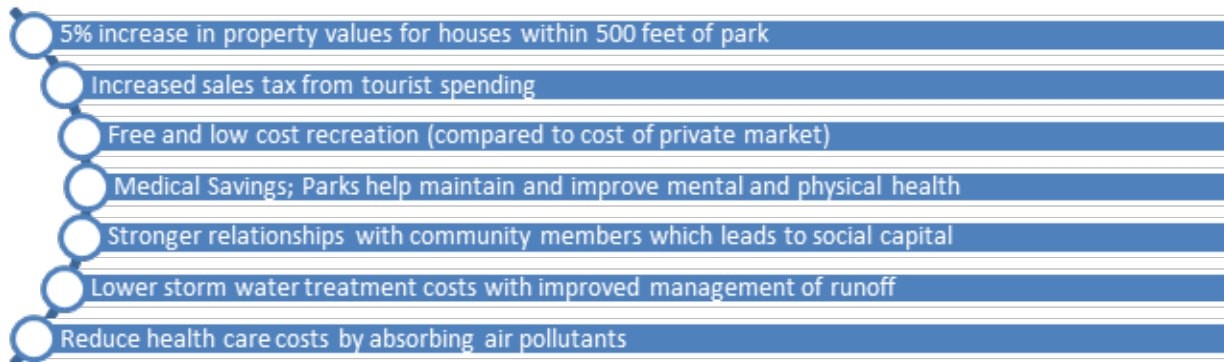 5% increase in property values for houses within 500 feet of park
Increased sales tax from tourist spending
Free and low cost recreation (compared to cost of private market)
Medical Savings; Parks help maintain and improve mental and physical health
Stronger relationships with community members which leads to social capital
Lower storm water treatment costs with improved management of runoff
Reduce health care costs by absorbing air pollutants